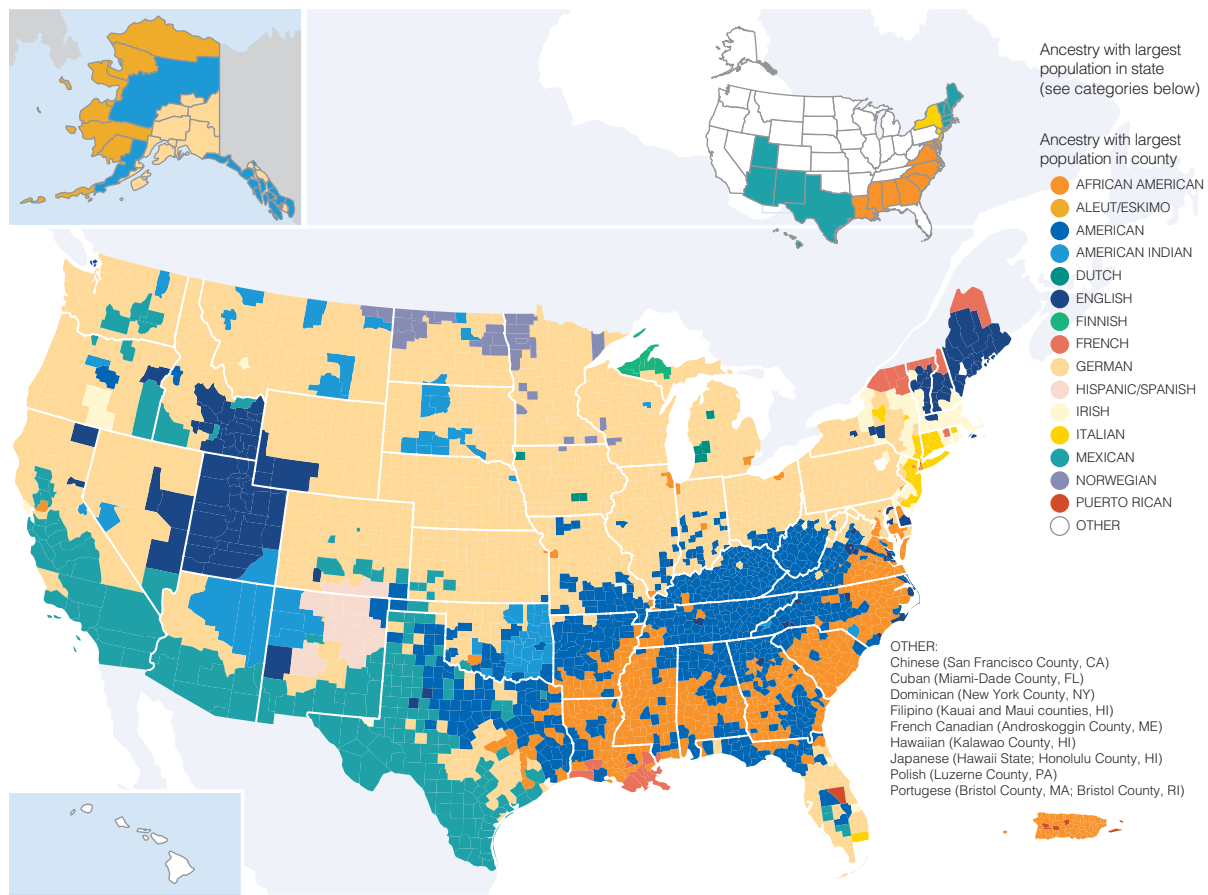 Ancestry with largest
population in state
(see categories below)
Ancestry with largest
population in county
AFRICAN AMERICAN
ALEUT/ESKIMO
AMERICAN
AMERICAN INDIAN
DUTCH
ENGLISH
FINNISH
FRENCH
GERMAN
HISPANIC/SPANISH
IRISH
ITALIAN
MEXICAN
NORWEGIAN
PUERTO RICAN
OTHER
OTHER:
Chinese (San Francisco County, CA)
Cuban (Miami-Dade County, FL)
Dominican (New York County, NY)
Filipino (Kauai and Maui counties, HI)
French Canadian (Androskoggin County, ME)
Hawaiian (Kalawao County, HI)
Japanese (Hawaii State; Honolulu County, HI)
Polish (Luzerne County, PA)
Portugese (Bristol County, MA; Bristol County, RI)